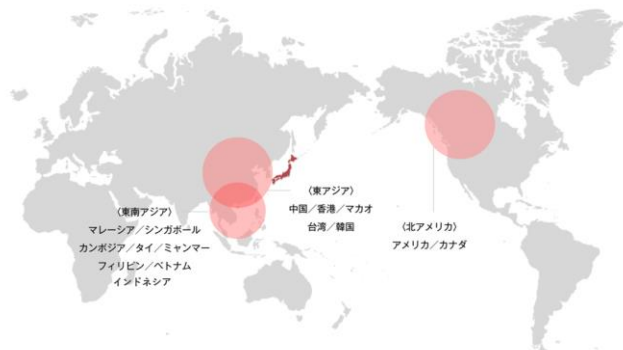 〈東南アジア〉
マレーシア／シンガポール
カンボジア／タイ／ミャンマー
フィリピン／ベトナム
インドネシア
〈東アジア〉
中国／香港／マカオ
台湾／韓国
〈北アメリカ〉
アメリカ／カナダ